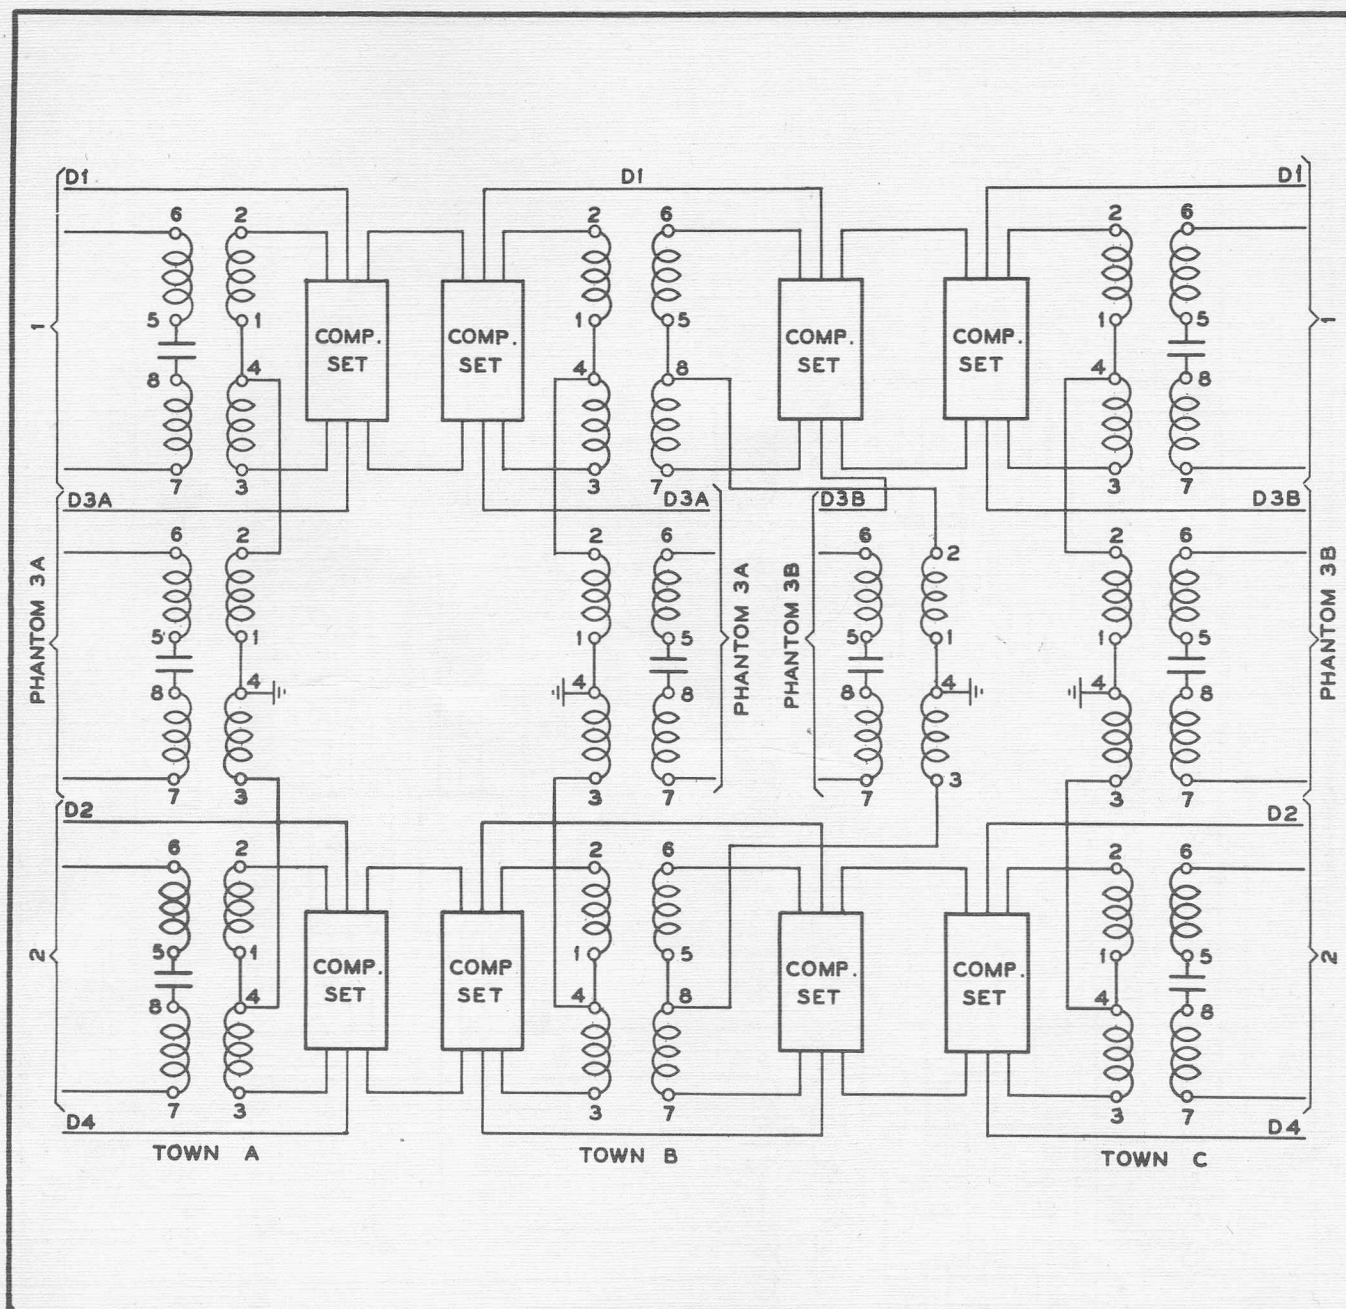 D1 D1 D1
6 2 2 6 2 6
5 1 1 5 1 5
1 COMP. SET COMP. SET COMP. SET COMP. SET 1
8 4 4 8 4 8
7 3 3 7 3 7
D3A D3A D3B D3B
6 2 2 6 6 2 2 6
PHANTOM 3A PHANTOM 3A PHANTOM 3B PHANTOM 3B
5 1 1 5 5 1 1 5
8 4 4 8 8 4 4 8
7 3 3 7 7 3 3 7
D2 D2
6 2 2 6 2 6
5 1 1 5 1 5
2 COMP. SET COMP SET COMP. SET COMP. SET 2
8 4 4 8 4 8
7 3 3 7 3 7
D4 D4
TOWN A TOWN B TOWN C